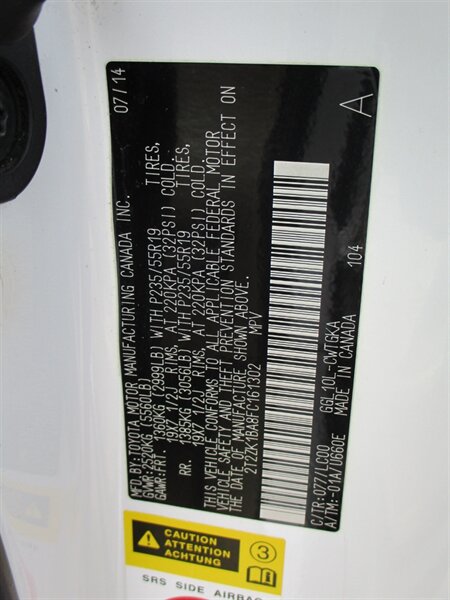 MFD. BY: TOYOTA MOTOR MANUFACTURING CANADA INC. 07/14
GVWR: 2520KG (5560LB)
GAWR: FRT. 1360KG (2999LB) WITH P235/55R19 TIRES,
19X7 1/2J RIMS, AT 220KPA (32PSI) COLD.
RR. 1385KG (3056LB) WITH P235/55R19 TIRES,
19X7 1/2J RIMS, AT 220KPA (32PSI) COLD.
THIS VEHICLE CONFORMS TO ALL APPLICABLE FEDERAL MOTOR
VEHICLE SAFETY AND THEFT PREVENTION STANDARDS IN EFFECT ON
THE DATE OF MANUFACTURE SHOWN ABOVE.
2T2ZK1BA8FC161302 MPV
A
C/TR: 077/LC00 GGL10L-CWTGKA 104
A/TM: -01A/U660E MADE IN CANADA
CAUTION
ATTENTION
ACHTUNG
3
SRS SIDE AIRBAG